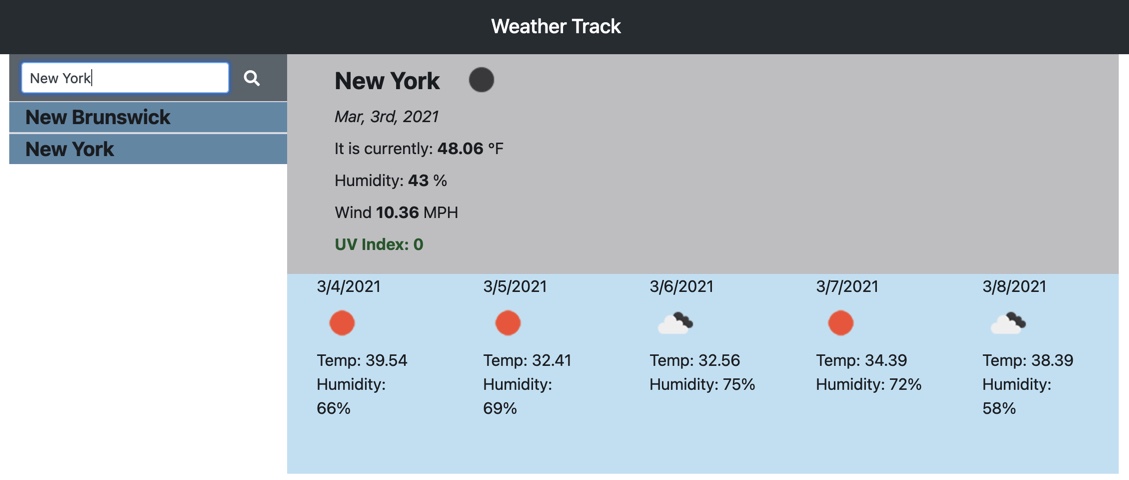 Weather Track
New York
New Brunswick
New York
New York
Mar, 3rd, 2021
It is currently: 48.06 °F
Humidity: 43 %
Wind 10.36 MPH
UV Index: 0
3/4/2021
Temp: 39.54
Humidity:
66%
3/5/2021
Temp: 32.41
Humidity:
69%
3/6/2021
Temp: 32.56
Humidity: 75%
3/7/2021
Temp: 34.39
Humidity: 72%
3/8/2021
Temp: 38.39
Humidity:
58%